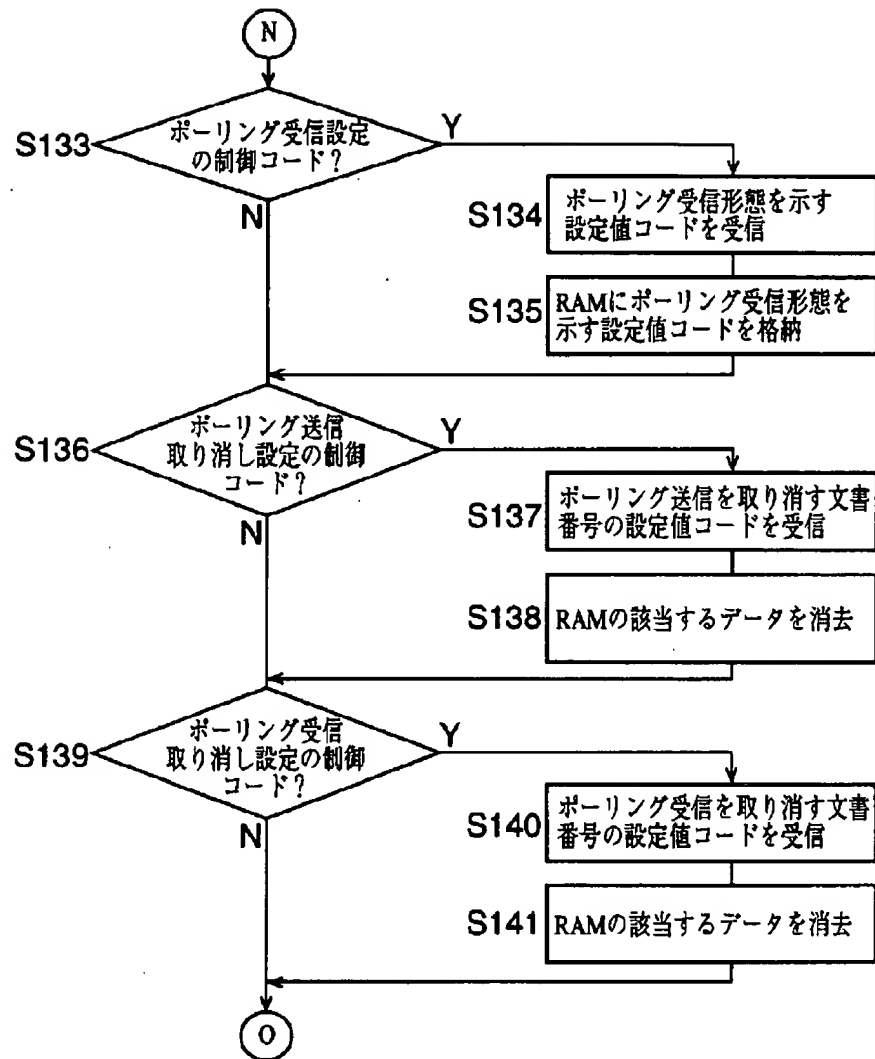 N
S133
ポーリング受信設定
の制御コード?
Y
N
S134
ポーリング受信形態を示す
設定値コードを受信
S135
RAMにポーリング受信形態を
示す設定値コードを格納
S136
ポーリング送信
取り消し設定の制御
コード?
Y
N
S137
ポーリング送信を取り消す文書
番号の設定値コードを受信
S138
RAMの該当するデータを消去
S139
ポーリング受信
取り消し設定の制御
コード?
Y
N
S140
ポーリング受信を取り消す文書
番号の設定値コードを受信
S141
RAMの該当するデータを消去
O